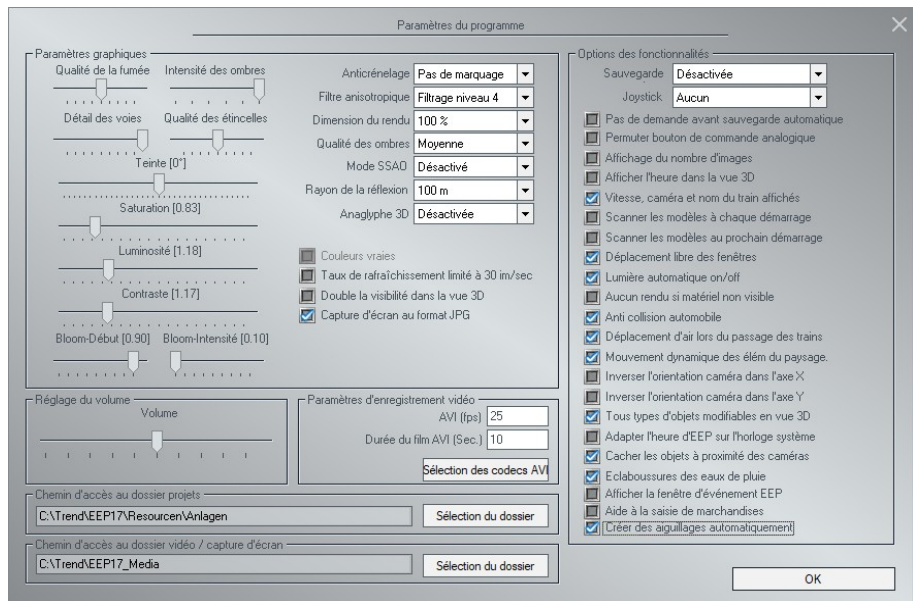 Paramètres du programme
Paramètres graphiques
Qualité de la fumée
Intensité des ombres
Détail des voies
Qualité des étincelles
Teinte [0°]
Saturation [0.83]
Luminosité [1.18]
Contraste [1.17]
Bloom-Début [0.90]
Bloom-Intensité [0.10]
Anticrénelage
Pas de marquage
Filtre anisotropique
Filtrage niveau 4
Dimension du rendu
100 %
Qualité des ombres
Moyenne
Mode SSAO
Désactivé
Rayon de la réflexion
100 m
Anaglyphe 3D
Désactivée
Couleurs vraies
Taux de rafraîchissement limité à 30 im/sec
Double la visibilité dans la vue 3D
Capture d'écran au format JPG
Réglage du volume
Volume
Paramètres d'enregistrement vidéo
AVI (fps)
25
Durée du film AVI (Sec.)
10
Sélection des codecs AVI
Chemin d'accès au dossier projets
C:\Trend\EEP17\Resourcen\Anlagen
Sélection du dossier
Chemin d'accès au dossier vidéo / capture d'écran
C:\Trend\EEP17_Media
Sélection du dossier
Options des fonctionnalités
Sauvegarde
Désactivée
Joystick
Aucun
Pas de demande avant sauvegarde automatique
Permuter bouton de commande analogique
Affichage du nombre d'images
Afficher l'heure dans la vue 3D
Vitesse, caméra et nom du train affichés
Scanner les modèles à chaque démarrage
Scanner les modèles au prochain démarrage
Déplacement libre des fenêtres
Lumière automatique on/off
Aucun rendu si matériel non visible
Anti collision automobile
Déplacement d'air lors du passage des trains
Mouvement dynamique des élém du paysage.
Inverser l'orientation caméra dans l'axe X
Inverser l'orientation caméra dans l'axe Y
Tous types d'objets modifiables en vue 3D
Adapter l'heure d'EEP sur l'horloge système
Cacher les objets à proximité des caméras
Eclaboussures des eaux de pluie
Afficher la fenêtre d'événement EEP
Aide à la saisie de marchandises
Créer des aiguillages automatiquement
OK